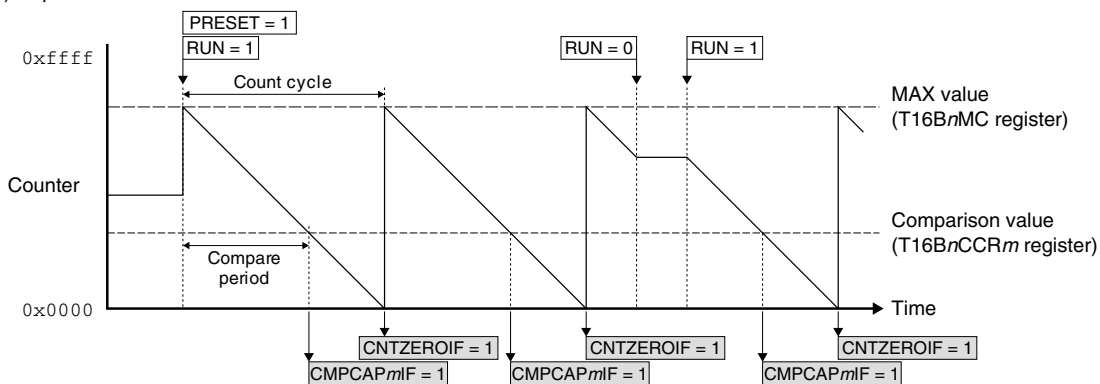 PRESET = 1
RUN = 1
RUN = 0
RUN = 1
0xffff
Count cycle
MAX value
(T16BnMC register)
Counter
Comparison value
(T16BnCCRm register)
Compare
period
0x0000
Time
CNTZEROIF = 1
CNTZEROIF = 1
CNTZEROIF = 1
CMPCAPmIF = 1
CMPCAPmIF = 1
CMPCAPmIF = 1